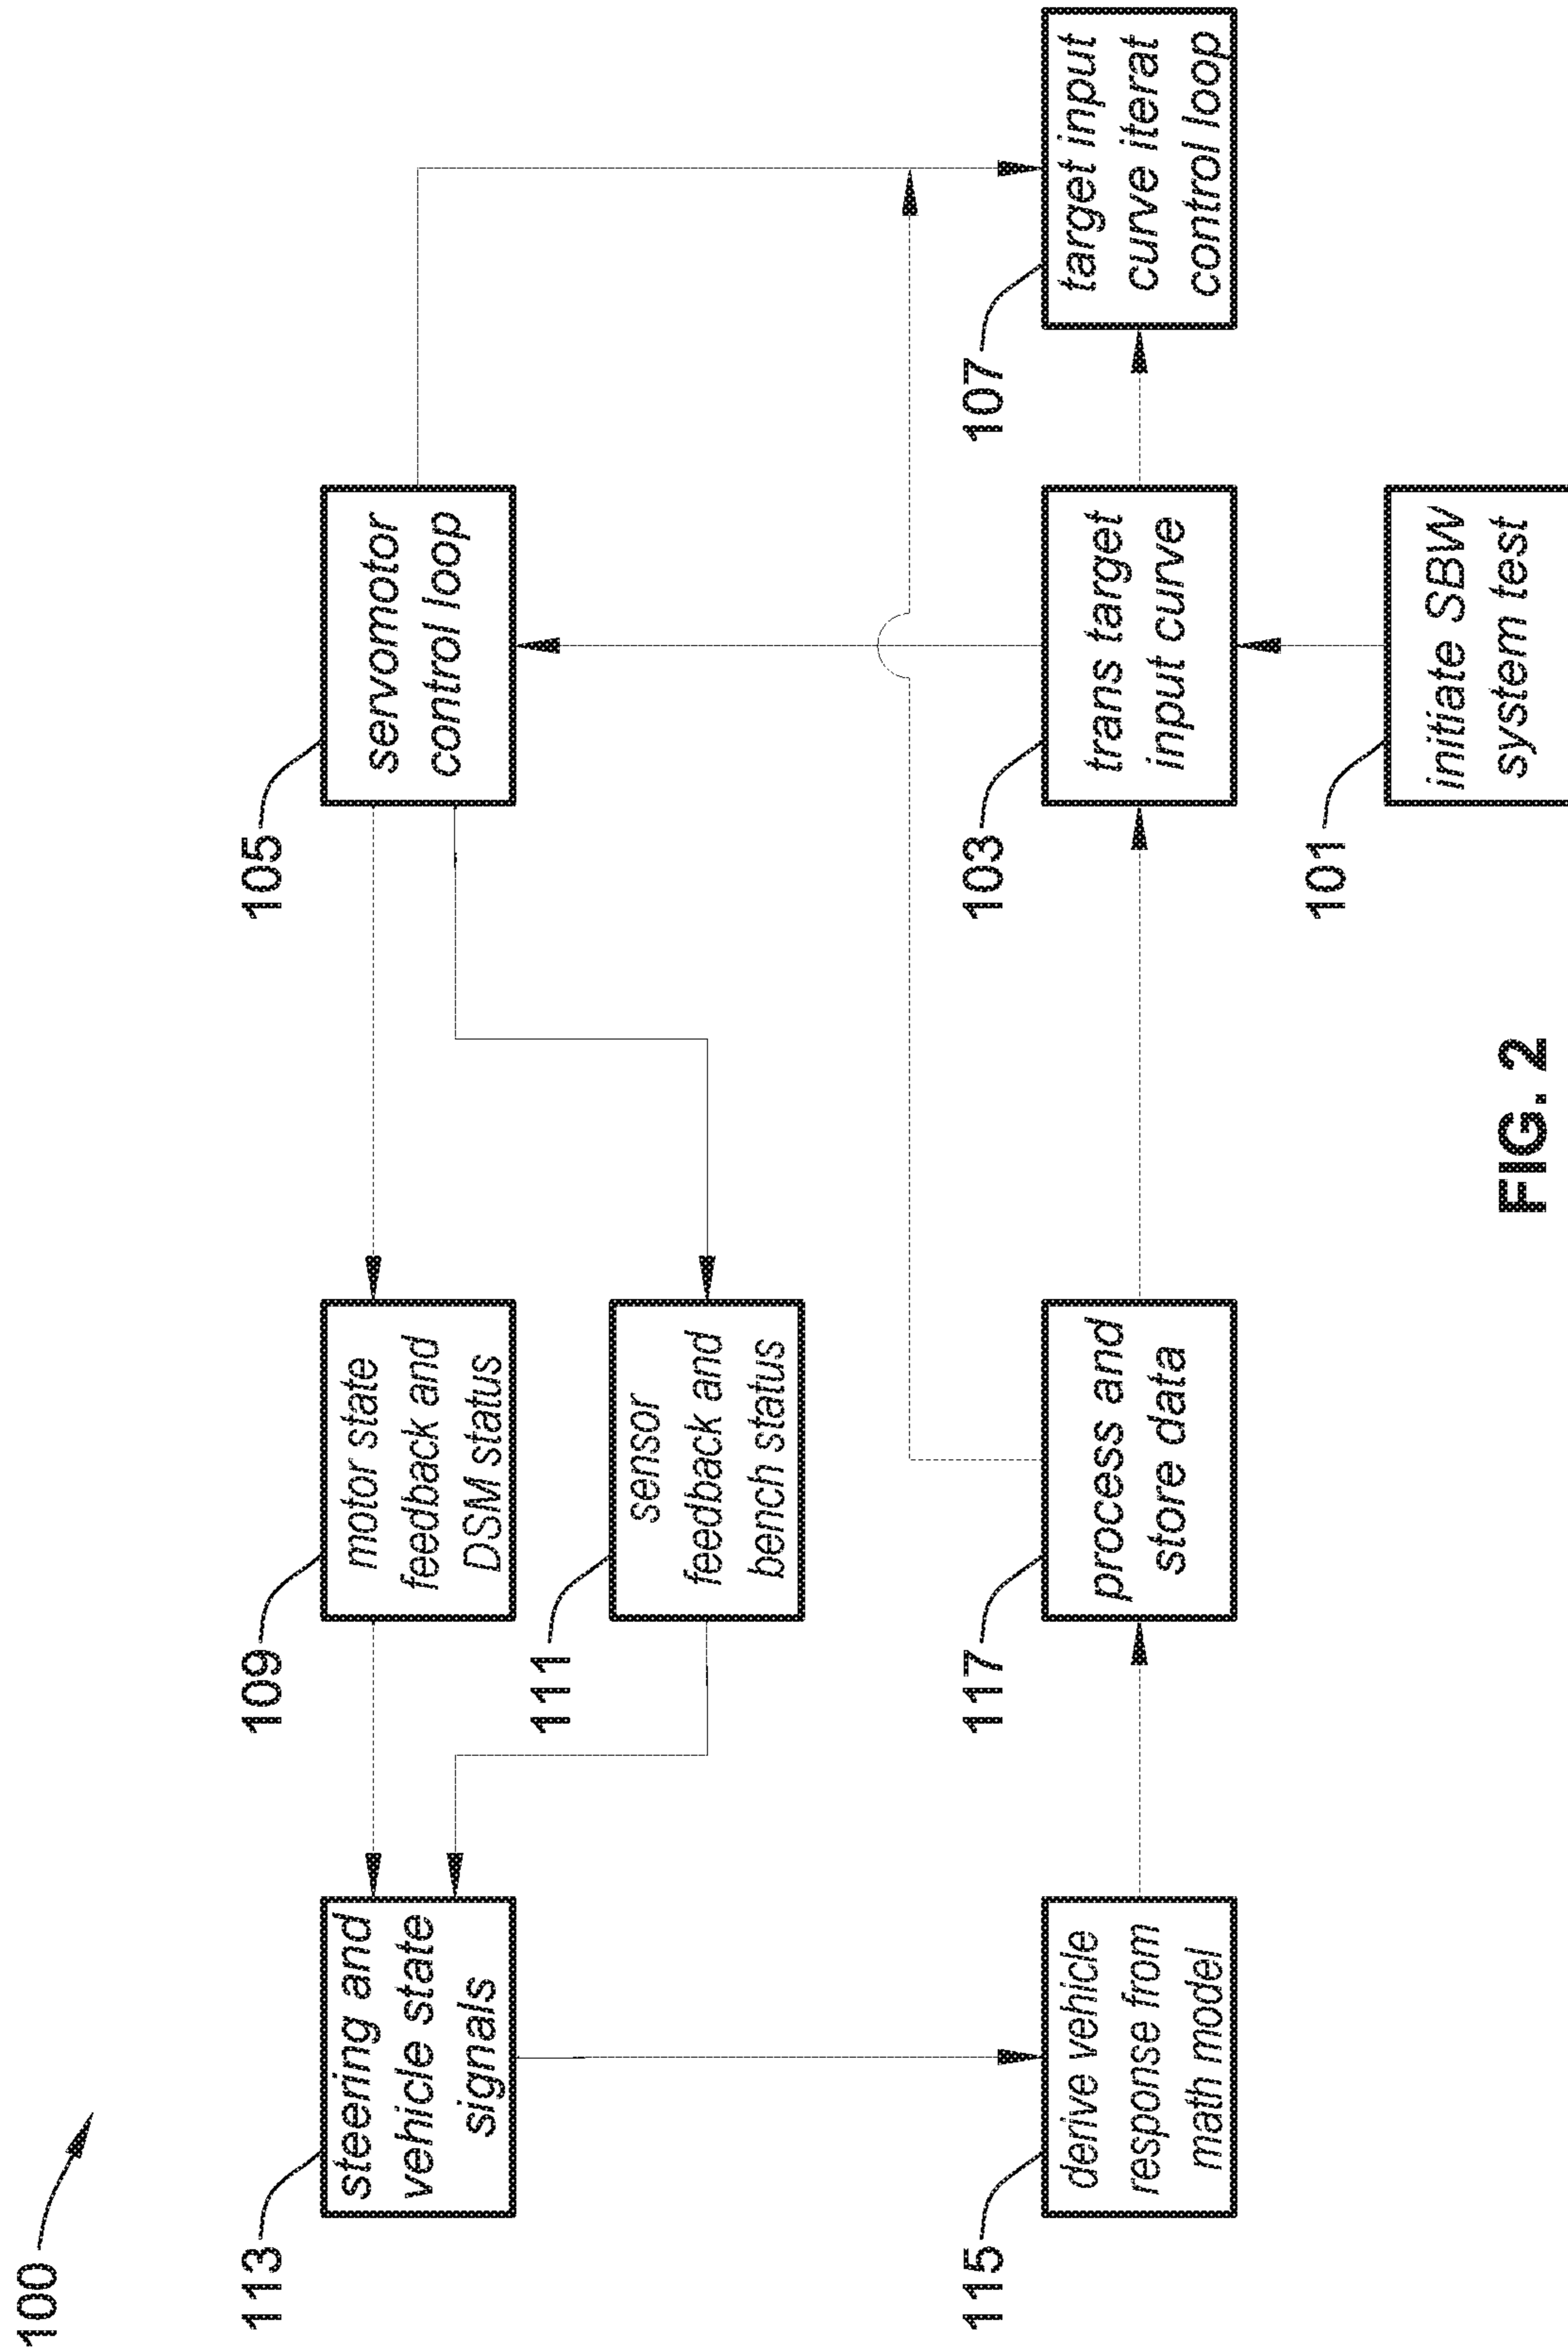 100
113
steering and
vehicle state
signals
109
motor state
feedback and
DSM status
105
servomotor
control loop
111
sensor
feedback and
bench status
115
derive vehicle
response from
math model
117
process and
store data
103
trans target
input curve
107
target input
curve iterat
control loop
101
initiate SBW
system test
FIG. 2